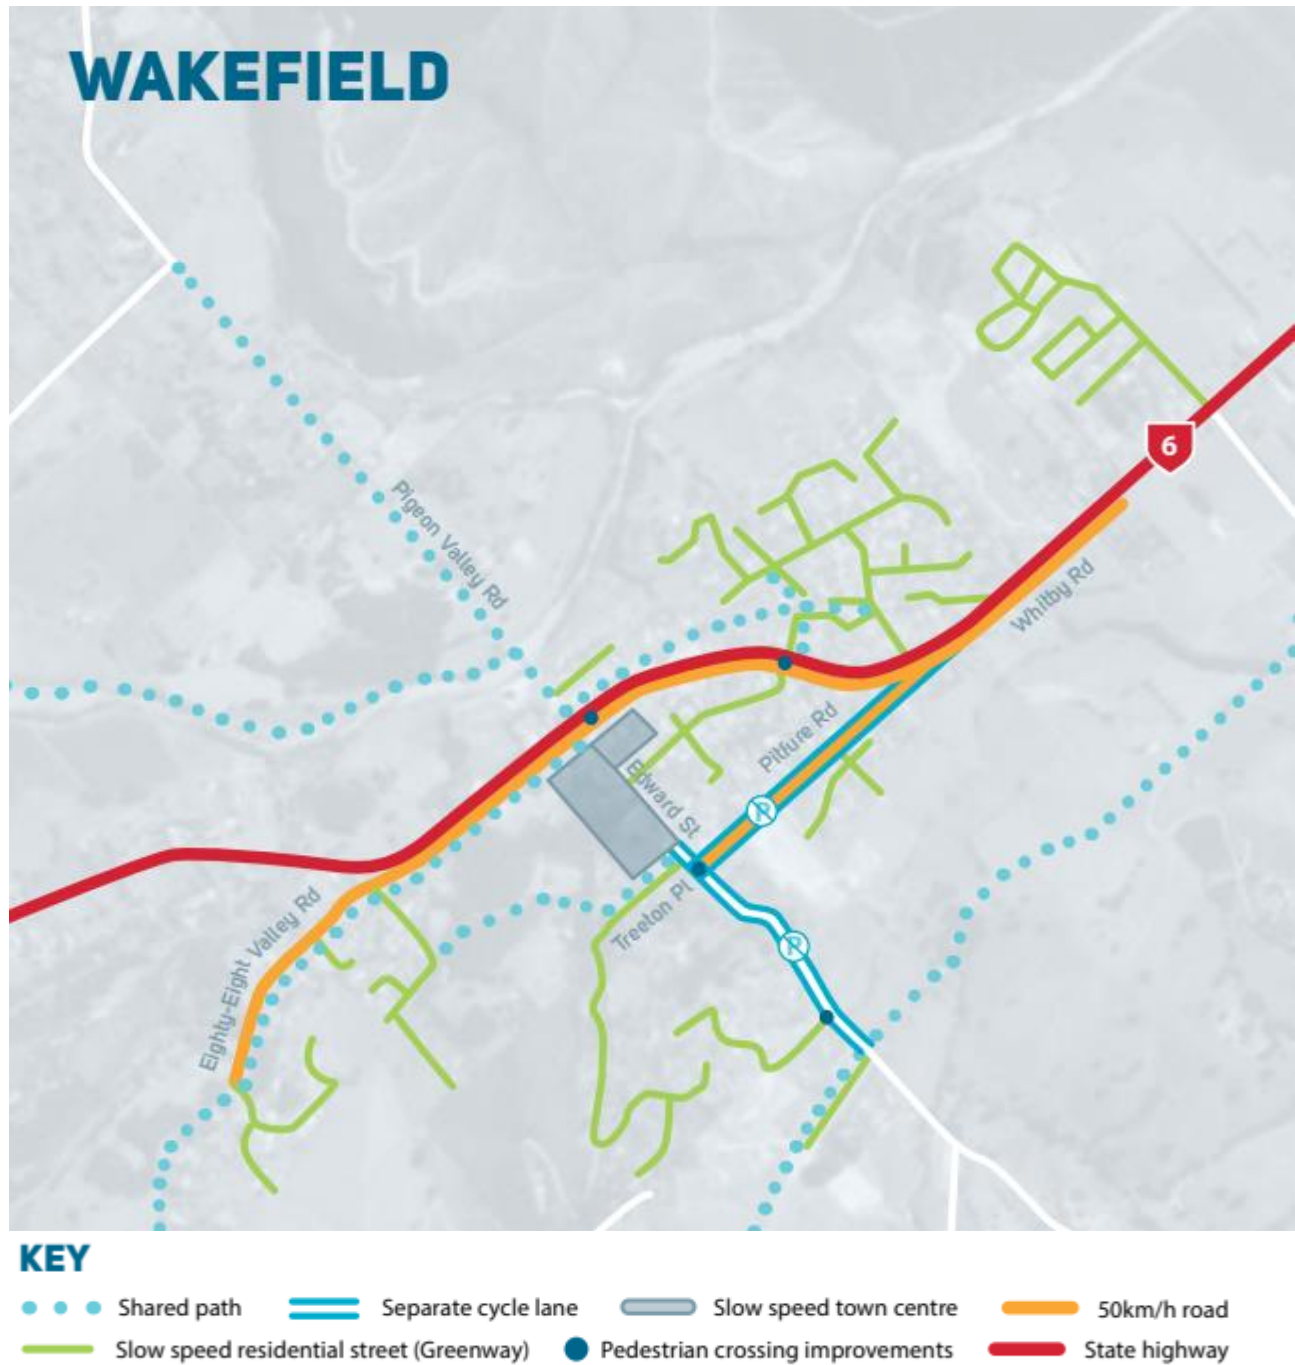 WAKEFIELD
6
Pigeon Valley Rd
Whitby Rd
Pitfure Rd
Edward St
P
Treeton Pl
P
Eighty-Eight Valley Rd
KEY
Shared path
Separate cycle lane
Slow speed town centre
50km/h road
Slow speed residential street (Greenway)
Pedestrian crossing improvements
State highway